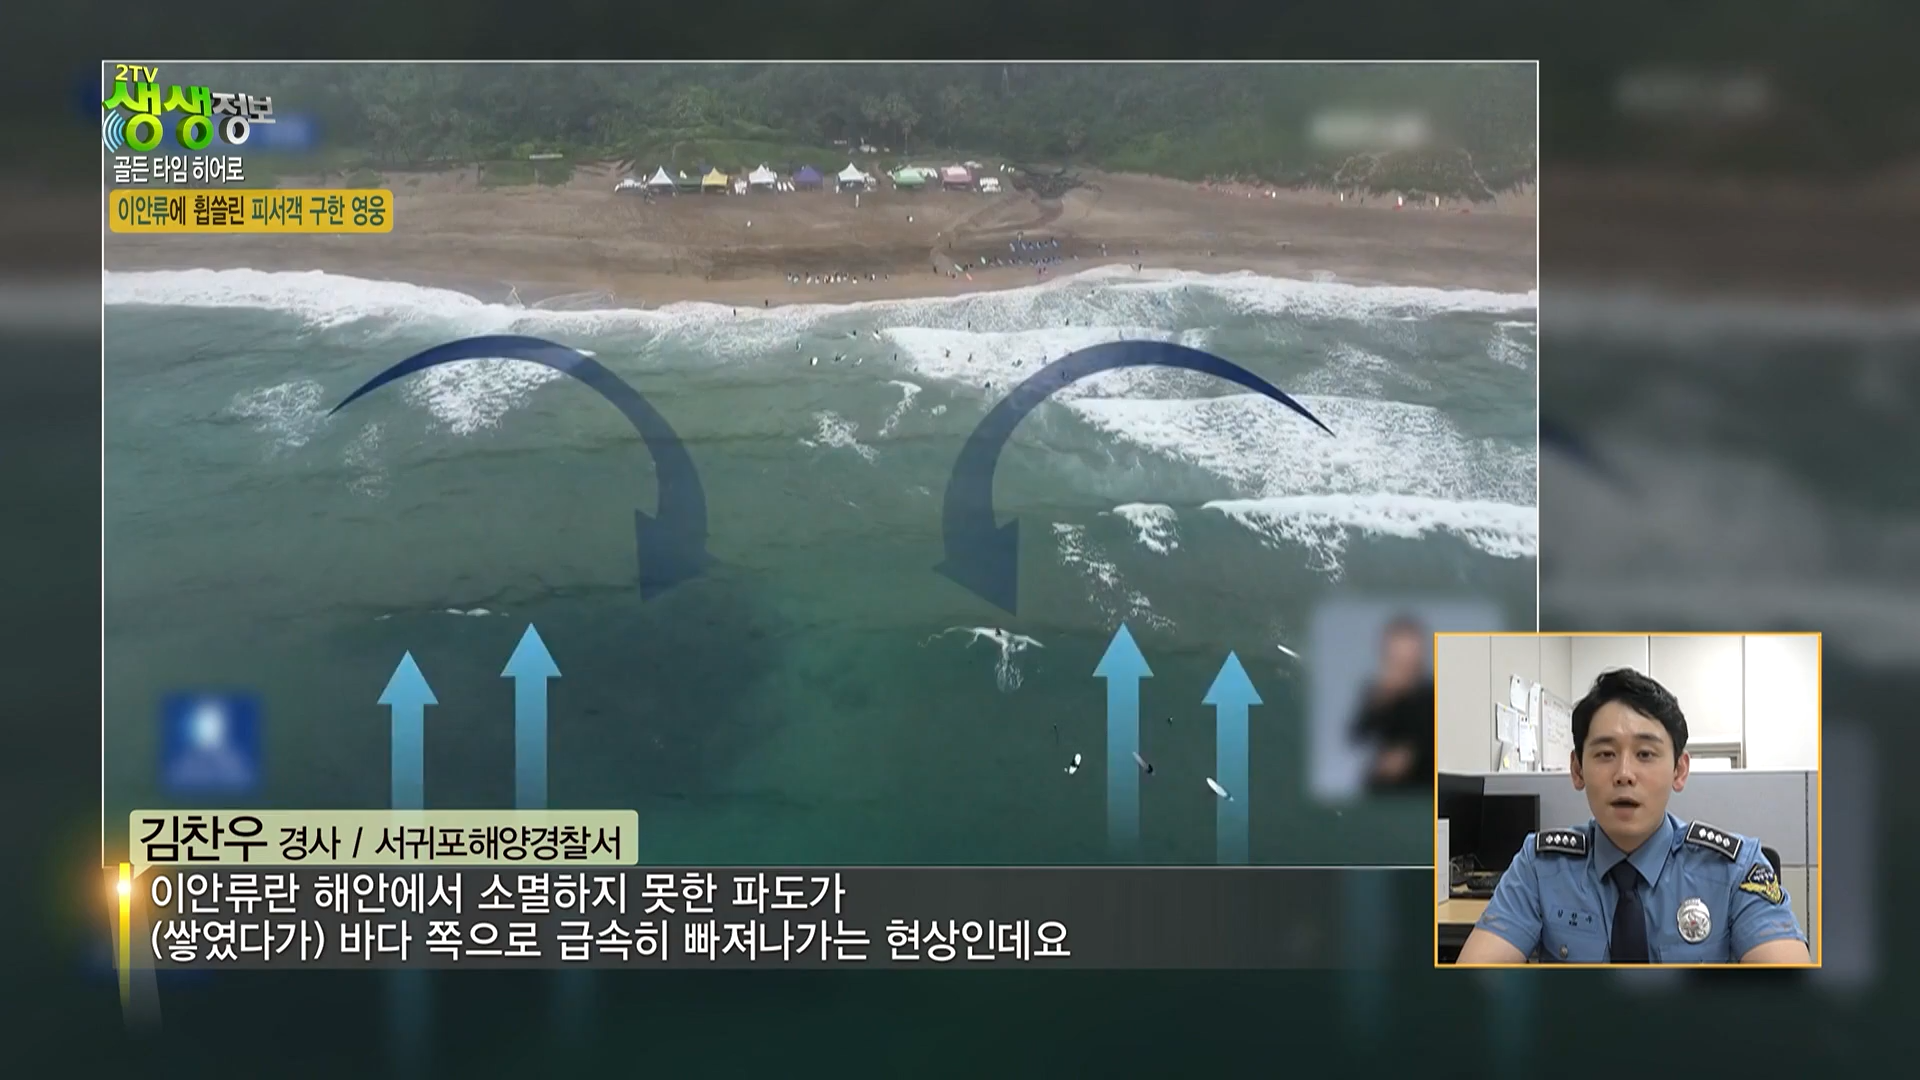 2TV
생생정보
골든 타임 히어로
이안류에 휩쓸린 피서객 구한 영웅
김찬우 경사 / 서귀포해양경찰서
이안류란 해안에서 소멸하지 못한 파도가
(쌓였다가) 바다 쪽으로 급속히 빠져나가는 현상인데요